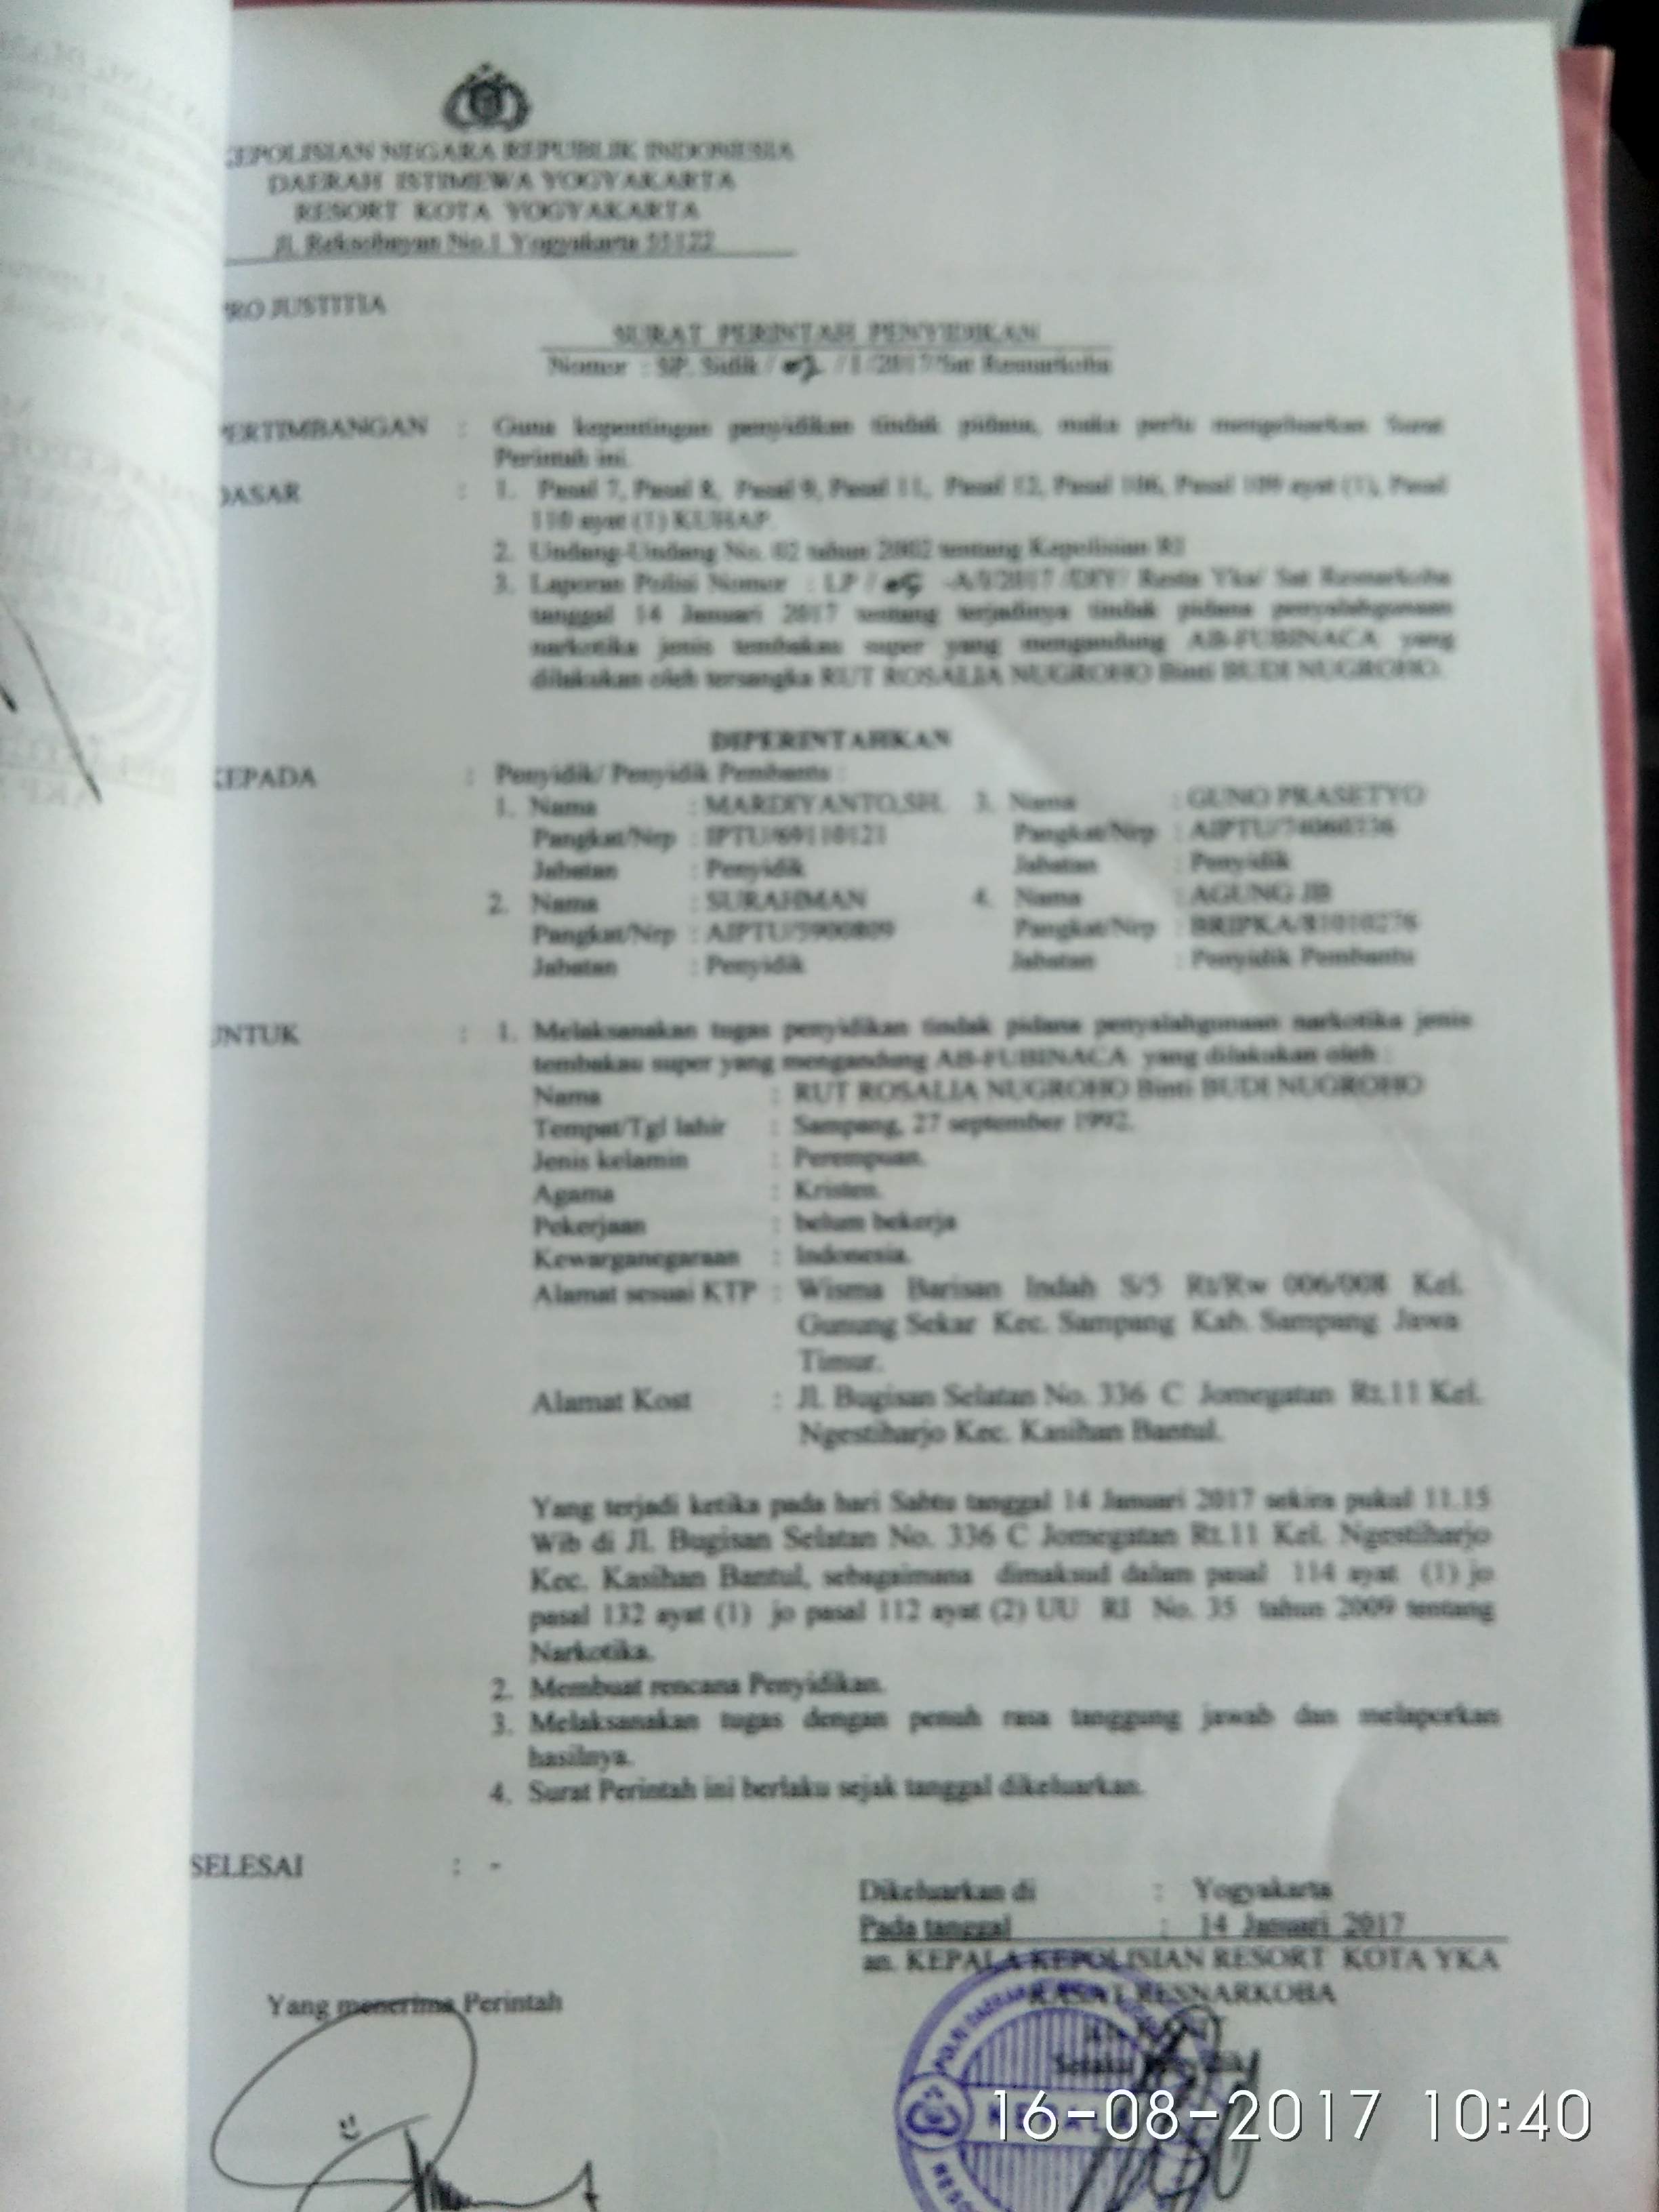 KEPOLISIAN NEGARA REPUBLIK INDONESIA
DAERAH ISTIMEWA YOGYAKARTA
RESORT KOTA YOGYAKARTA
Jl. Reksobayan No.1 Yogyakarta 55122
PRO JUSTITIA
SURAT PERINTAH PENYIDIKAN
Nomor : SP. Sidik / 02 / I /2017/Sat Resnarkoba
PERTIMBANGAN : Guna kepentingan penyidikan tindak pidana, maka perlu mengeluarkan Surat
Perintah ini.
DASAR : 1. Pasal 7, Pasal 8, Pasal 9, Pasal 11, Pasal 12, Pasal 106, Pasal 109 ayat (1), Pasal
110 ayat (1) KUHAP.
2. Undang-Undang No. 02 tahun 2002 tentang Kepolisian RI
3. Laporan Polisi Nomor : LP / -A/I/2017 /DIY/ Resta Yka/ Sat Resnarkoba
tanggal 14 Januari 2017 tentang terjadinya tindak pidana penyalahgunaan
narkotika jenis tembakau super yang mengandung AB-FUBINACA yang
dilakukan oleh tersangka RUT ROSALIA NUGROHO Binti BUDI NUGROHO.
DIPERINTAHKAN
KEPADA : Penyidik/ Penyidik Pembantu :
1. Nama : MARDIYANTO,SH. 3. Nama : GUNO PRASETYO
Pangkat/Nrp : IPTU/69110121 Pangkat/Nrp : AIPTU/
Jabatan : Penyidik Jabatan : Penyidik
2. Nama : SURAHMAN 4. Nama : AGUNG JB
Pangkat/Nrp : AIPTU/5900809 Pangkat/Nrp : BRIPKA/81010276
Jabatan : Penyidik Jabatan : Penyidik Pembantu
UNTUK : 1. Melaksanakan tugas penyidikan tindak pidana penyalahgunaan narkotika jenis
tembakau super yang mengandung AB-FUBINACA yang dilakukan oleh :
Nama : RUT ROSALIA NUGROHO Binti BUDI NUGROHO
Tempat/Tgl lahir : Sampang, 27 september 1992.
Jenis kelamin : Perempuan.
Agama : Kristen.
Pekerjaan : belum bekerja
Kewarganegaraan : Indonesia.
Alamat sesuai KTP : Wisma Barisan Indah S/5 Rt/Rw 006/008 Kel.
Gunung Sekar Kec. Sampang Kab. Sampang Jawa
Timur.
Alamat Kost : Jl. Bugisan Selatan No. 336 C Jomegatan Rt.11 Kel.
Ngestiharjo Kec. Kasihan Bantul.
Yang terjadi ketika pada hari Sabtu tanggal 14 Januari 2017 sekira pukul 11.15
Wib di Jl. Bugisan Selatan No. 336 C Jomegatan Rt.11 Kel. Ngestiharjo
Kec. Kasihan Bantul, sebagaimana dimaksud dalam pasal 114 ayat (1) jo
pasal 132 ayat (1) jo pasal 112 ayat (2) UU RI No. 35 tahun 2009 tentang
Narkotika.
2. Membuat rencana Penyidikan.
3. Melaksanakan tugas dengan penuh rasa tanggung jawab dan melaporkan
hasilnya.
4. Surat Perintah ini berlaku sejak tanggal dikeluarkan.
SELESAI : -
Dikeluarkan di : Yogyakarta
Pada tanggal : 14 Januari 2017
an. KEPALA KEPOLISIAN RESORT KOTA YKA
KASAT RESNARKOBA
Selaku Penyidik
Yang menerima Perintah
16-08-2017 10:40